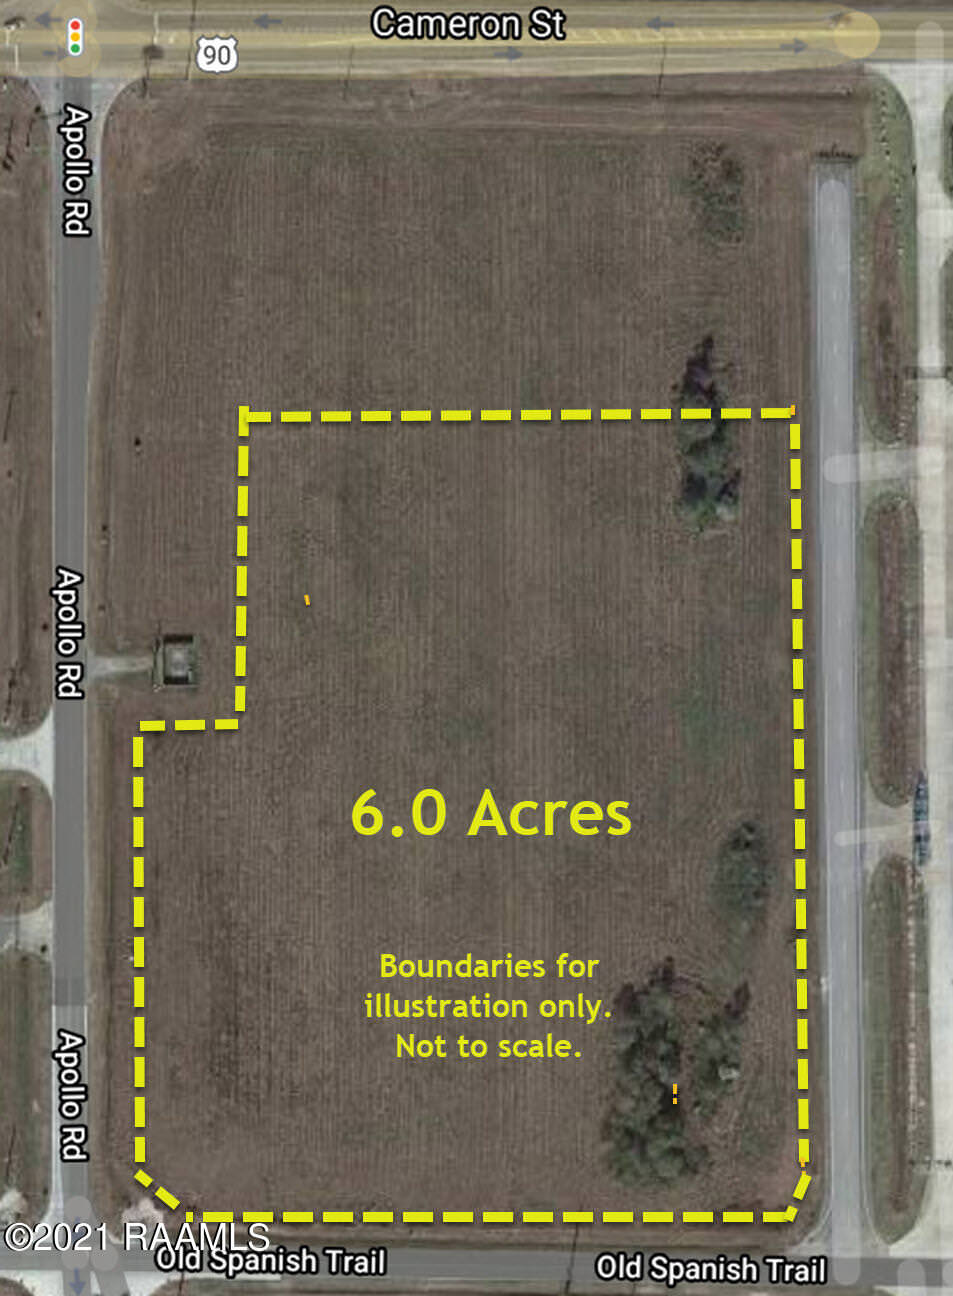 Cameron St
90
Apollo Rd
Apollo Rd
6.0 Acres
Boundaries for
illustration only.
Not to scale.
Apollo Rd
©2021 RAAMLS
Old Spanish Trail
Old Spanish Trail